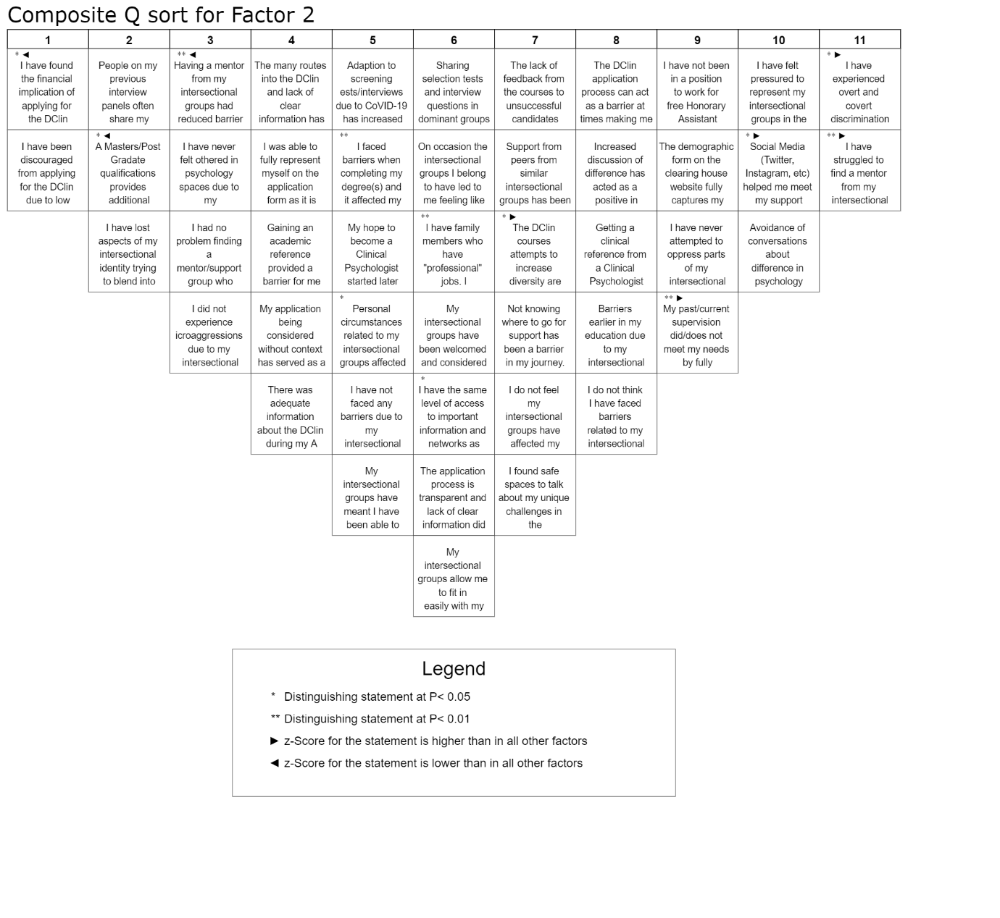 Composite Q sort for Factor 2
1 2 3 4 5 6 7 8 9 10 11
* ◄
I have found
the financial
implication of
applying for
the DClin
People on my
previous
interview
panels often
share my
** ◄
Having a mentor
from my
intersectional
groups had
reduced barrier
The many routes
into the DClin
and lack of
clear
information has
Adaption to
screening
ests/interviews
due to CoVID-19
has increased
Sharing
selection tests
and interview
questions in
dominant groups
The lack of
feedback from
the courses to
unsuccessful
candidates
The DClin
application
process can act
as a barrier at
times making me
I have not been
in a position
to work for
free Honorary
Assistant
I have felt
pressured to
represent my
intersectional
groups in the
* ►
I have
experienced
overt and
covert
discrimination
I have been
discouraged
from applying
for the DClin
due to low
* ◄
A Masters/Post
Gradate
qualifications
provides
additional
I have never
felt othered in
psychology
spaces due to
my
I was able to
fully represent
myself on the
application
form as it is
**
I faced
barriers when
completing my
degree(s) and
it affected my
On occasion the
intersectional
groups I belong
to have led to
me feeling like
Support from
peers from
similar
intersectional
groups has been
Increased
discussion of
difference has
acted as a
positive in
The demographic
form on the
clearing house
website fully
captures my
* ►
Social Media
(Twitter,
Instagram, etc)
helped me meet
my support
** ►
I have
struggled to
find a mentor
from my
intersectional
I have lost
aspects of my
intersectional
identity trying
to blend into
I had no
problem finding
a
mentor/support
group who
Gaining an
academic
reference
provided a
barrier for me
My hope to
become a
Clinical
Psychologist
started later
**
I have family
members who
have
"professional"
jobs. I
* ►
The DClin
courses
attempts to
increase
diversity are
Getting a
clinical
reference from
a Clinical
Psychologist
I have never
attempted to
oppress parts
of my
intersectional
Avoidance of
conversations
about
difference in
psychology
I did not
experience
icroaggressions
due to my
intersectional
My application
being
considered
without context
has served as a
*
Personal
circumstances
related to my
intersectional
groups affected
My
intersectional
groups have
been welcomed
and considered
Not knowing
where to go for
support has
been a barrier
in my journey.
Barriers
earlier in my
education due
to my
intersectional
** ►
My past/current
supervision
did/does not
meet my needs
by fully
There was
adequate
information
about the DClin
during my A
I have not
faced any
barriers due to
my
intersectional
*
I have the same
level of access
to important
information and
networks as
I do not feel
my
intersectional
groups have
affected my
I do not think
I have faced
barriers
related to my
intersectional
My
intersectional
groups have
meant I have
been able to
The application
process is
transparent and
lack of clear
information did
I found safe
spaces to talk
about my unique
challenges in
the
My
intersectional
groups allow me
to fit in
easily with my
Legend
* Distinguishing statement at P< 0.05
** Distinguishing statement at P< 0.01
► z-Score for the statement is higher than in all other factors
◄ z-Score for the statement is lower than in all other factors